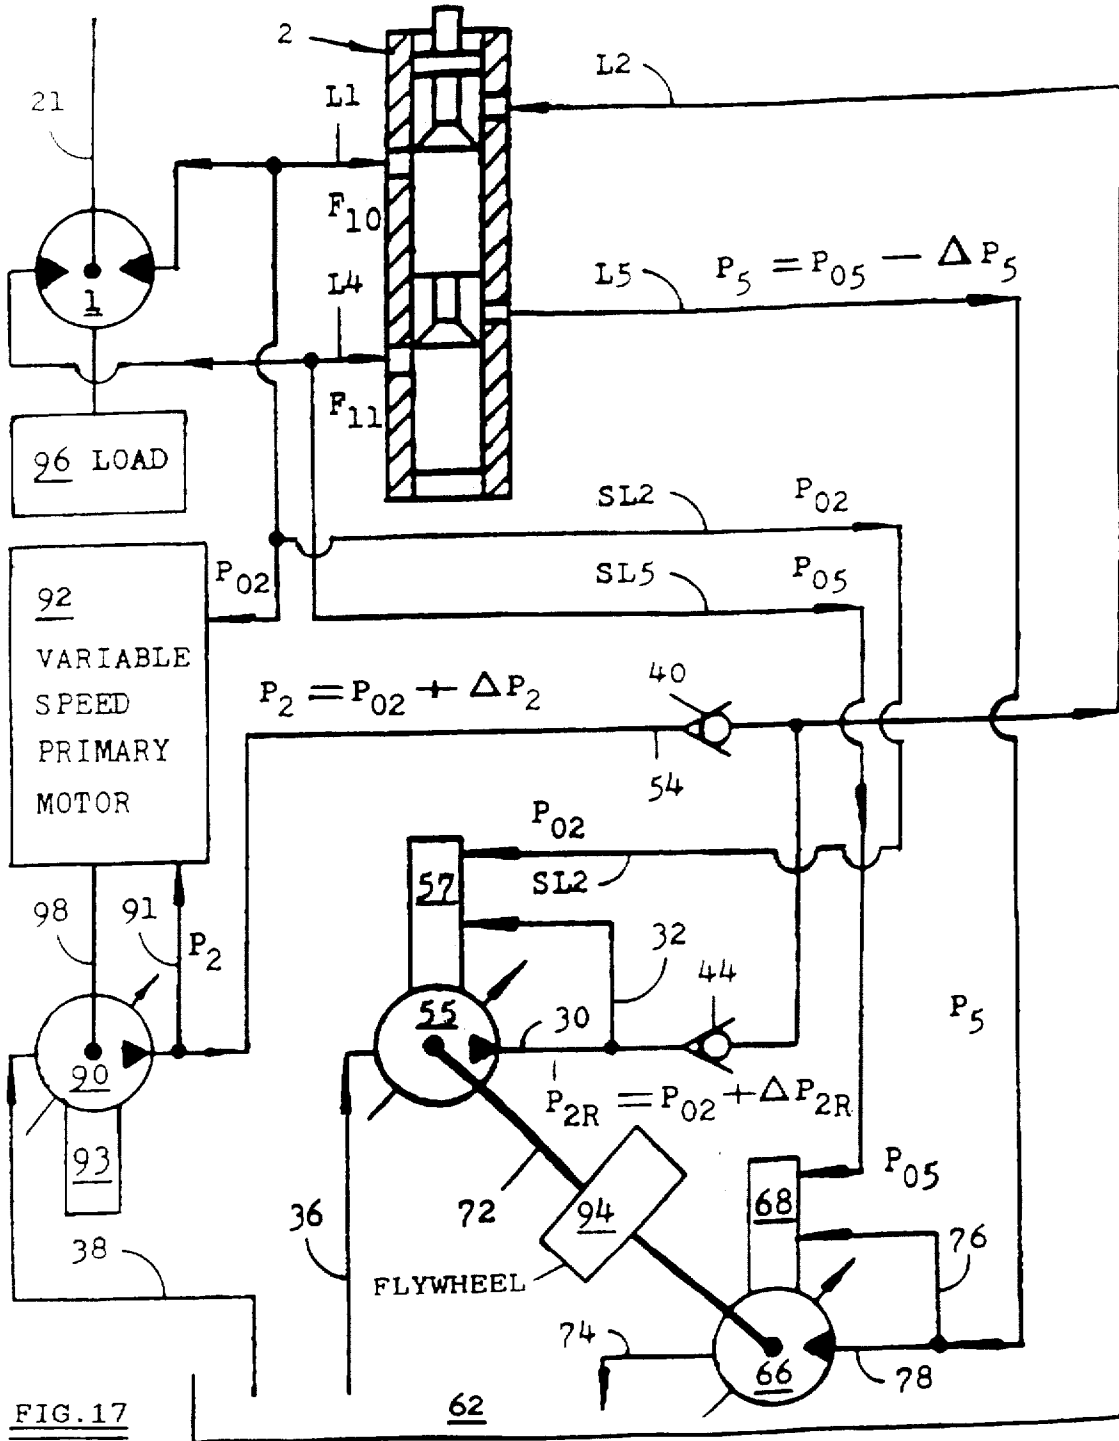 2
L2
21
L1
F10
L4
L5
P5 = P05 − ΔP5
1
F11
96 LOAD
SL2
P02
P02
SL5
P05
92
VARIABLE
SPEED
PRIMARY
MOTOR
P2 = P02 + ΔP2
40
54
P02
SL2
57
98
91
P2
32
44
55
30
P5
90
P2R = P02 + ΔP2R
93
72
94
68
P05
36
76
38
FLYWHEEL
74
66
78
62
FIG.17